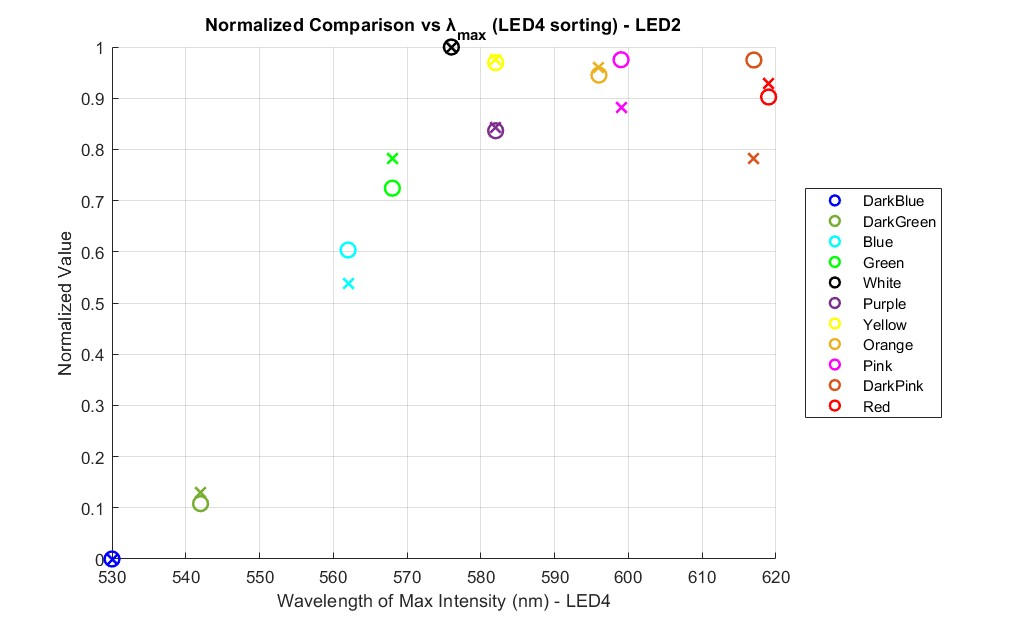 Normalized Comparison vs λmax (LED4 sorting) - LED2
1
0.9
0.8
0.7
0.6
0.5
0.4
0.3
0.2
0.1
0
Normalized Value
530 540 550 560 570 580 590 600 610 620
Wavelength of Max Intensity (nm) - LED4
DarkBlue
DarkGreen
Blue
Green
White
Purple
Yellow
Orange
Pink
DarkPink
Red